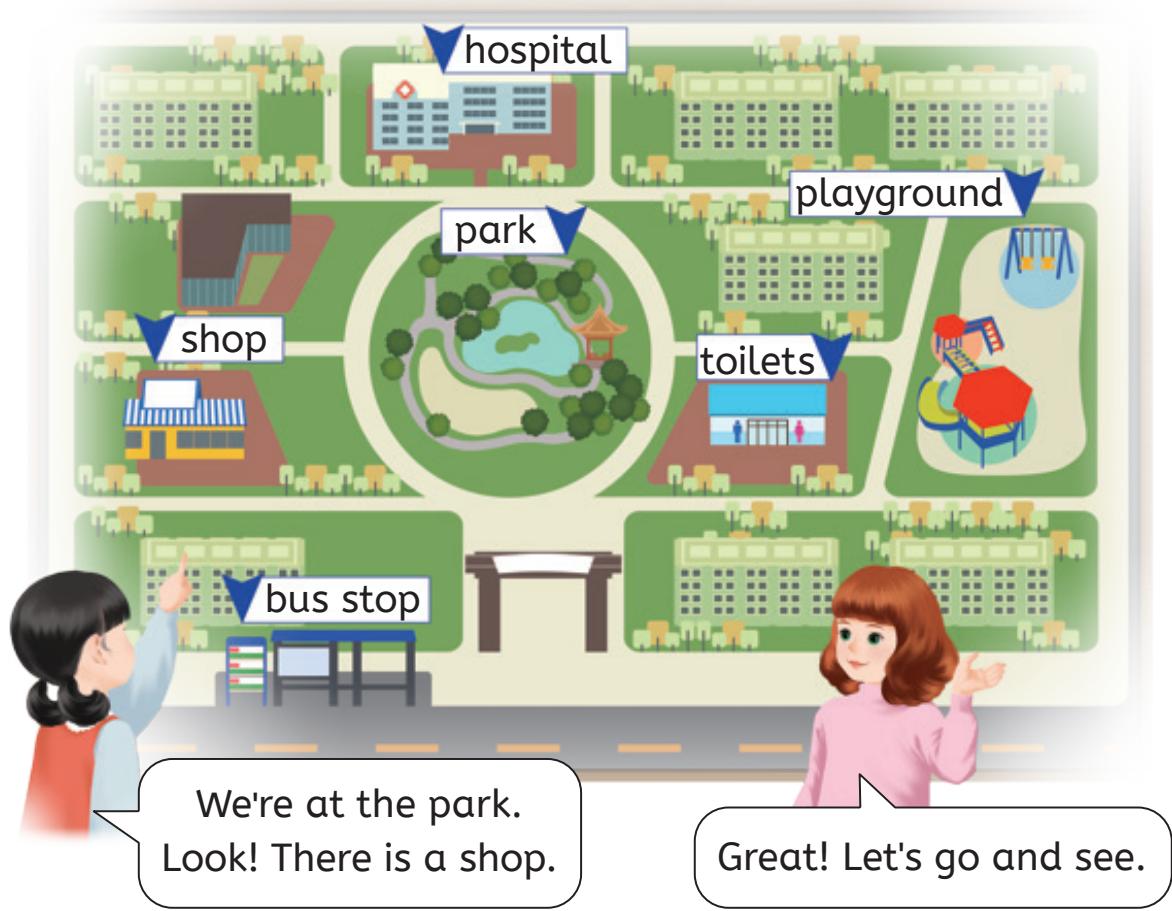 hospital
playground
park
shop
toilets
bus stop
We're at the park.
Look! There is a shop.
Great! Let's go and see.